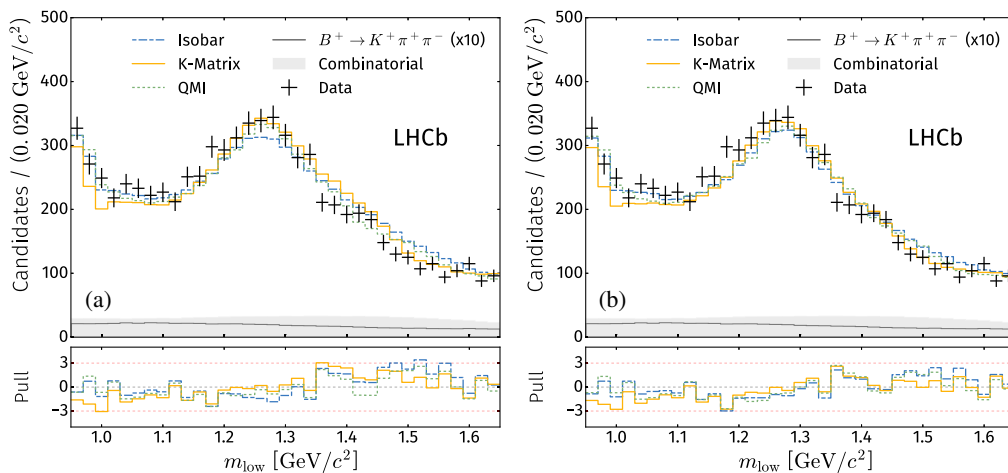 500
400
300
200
100
0
Candidates / (0. 020 GeV/c²)
Isobar
K-Matrix
QMI
B⁺ → K⁺π⁺π⁻ (x10)
Combinatorial
Data
LHCb
(a)
3
0
−3
Pull
1.0 1.1 1.2 1.3 1.4 1.5 1.6
m_low [GeV/c²]
500
400
300
200
100
0
Candidates / (0. 020 GeV/c²)
Isobar
K-Matrix
QMI
B⁺ → K⁺π⁺π⁻ (x10)
Combinatorial
Data
LHCb
(b)
3
0
−3
Pull
1.0 1.1 1.2 1.3 1.4 1.5 1.6
m_low [GeV/c²]